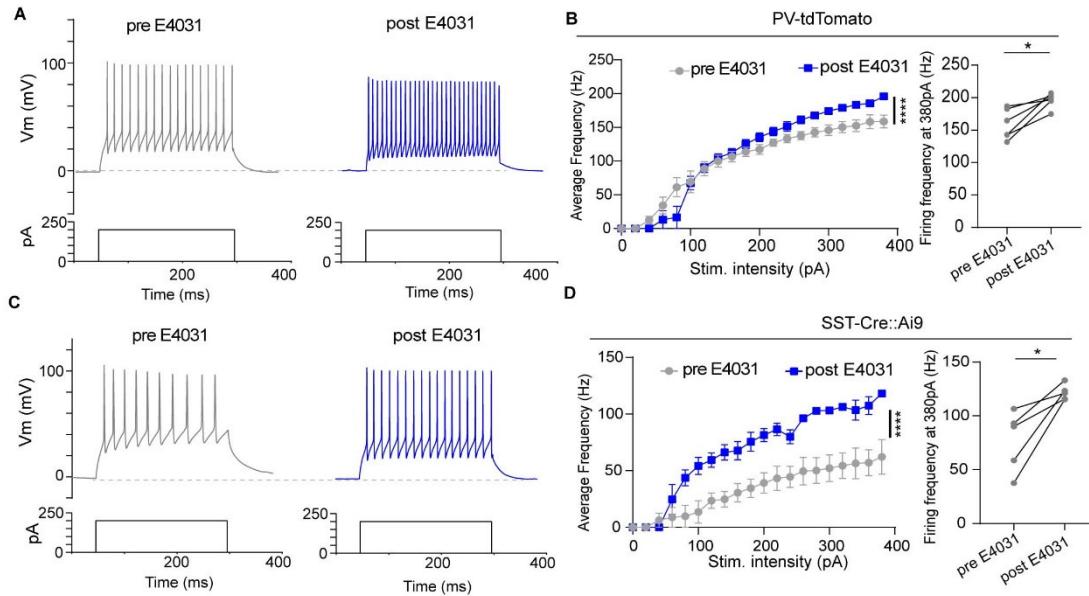 A
pre E4031
post E4031
Vm (mV)
100
0
pA
250
0
200
400
200
400
Time (ms)
Time (ms)
B
PV-tdTomato
pre E4031
post E4031
Average Frequency (Hz)
250
200
150
100
50
0
0
100
200
300
400
Stim. intensity (pA)
****
Firing frequency at 380pA (Hz)
250
200
150
100
50
0
*
pre E4031
post E4031
C
pre E4031
post E4031
Vm (mV)
100
0
pA
250
0
250
0
200
400
200
400
Time (ms)
Time (ms)
D
SST-Cre::Ai9
pre E4031
post E4031
Average Frequency (Hz)
150
100
50
0
0
100
200
300
400
Stim. intensity (pA)
****
Firing frequency at 380pA (Hz)
150
100
50
0
*
pre E4031
post E4031